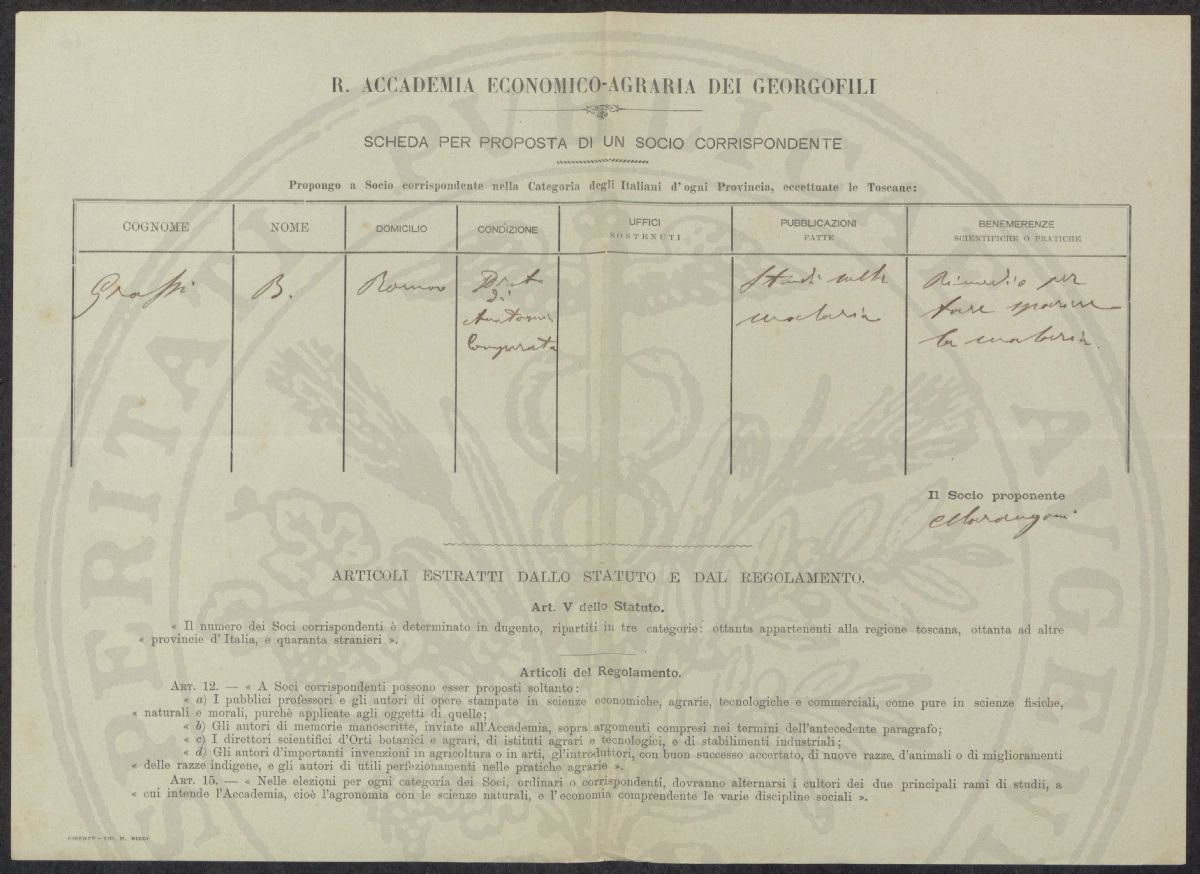 R. ACCADEMIA ECONOMICO-AGRARIA DEI GEORGOFILI
SCHEDA PER PROPOSTA DI UN SOCIO CORRISPONDENTE
Propongo a Socio corrispondente nella Categoria degli Italiani d'ogni Provincia, eccettuate le Toscane:
COGNOME
NOME
DOMICILIO
CONDIZIONE
UFFICI
SOSTENUTI
PUBBLICAZIONI
FATTE
BENEMERENZE
SCIENTIFICHE O PRATICHE
Grassi
B.
Roma
di
Anatomia
Comparata
Studi sulla
malaria
Rimedio per
fare sparire
la malaria.
Il Socio proponente
C Marangoni
ARTICOLI ESTRATTI DALLO STATUTO E DAL REGOLAMENTO.
Art. V dello Statuto.
« Il numero dei Soci corrispondenti è determinato in dugento, ripartiti in tre categorie: ottanta appartenenti alla regione toscana, ottanta ad altre
« provincie d'Italia, e quaranta stranieri ».
Articoli del Regolamento.
ART. 12. — « A Soci corrispondenti possono esser proposti soltanto:
« a) I pubblici professori e gli autori di opere stampate in scienze economiche, agrarie, tecnologiche e commerciali, come pure in scienze fisiche,
« naturali e morali, purchè applicate agli oggetti di quelle;
« b) Gli autori di memorie manoscritte, inviate all'Accademia, sopra argomenti compresi nei termini dell'antecedente paragrafo;
« c) I direttori scientifici d'Orti botanici e agrari, di istituti agrari e tecnologici, e di stabilimenti industriali;
« d) Gli autori d'importanti invenzioni in agricoltura o in arti, gl'introduttori, con buon successo accertato, di nuove razze d'animali o di miglioramenti
« delle razze indigene, e gli autori di utili perfezionamenti nelle pratiche agrarie ».
ART. 15. — « Nelle elezioni per ogni categoria dei Soci, ordinari o corrispondenti, dovranno alternarsi i cultori dei due principali rami di studii, a
« cui intende l'Accademia, cioè l'agronomia con le scienze naturali, e l'economia comprendente le varie discipline sociali ».
FIRENZE - TIP. M. RICCI
PROSPERITATI PVBLICAE AVGENDAE